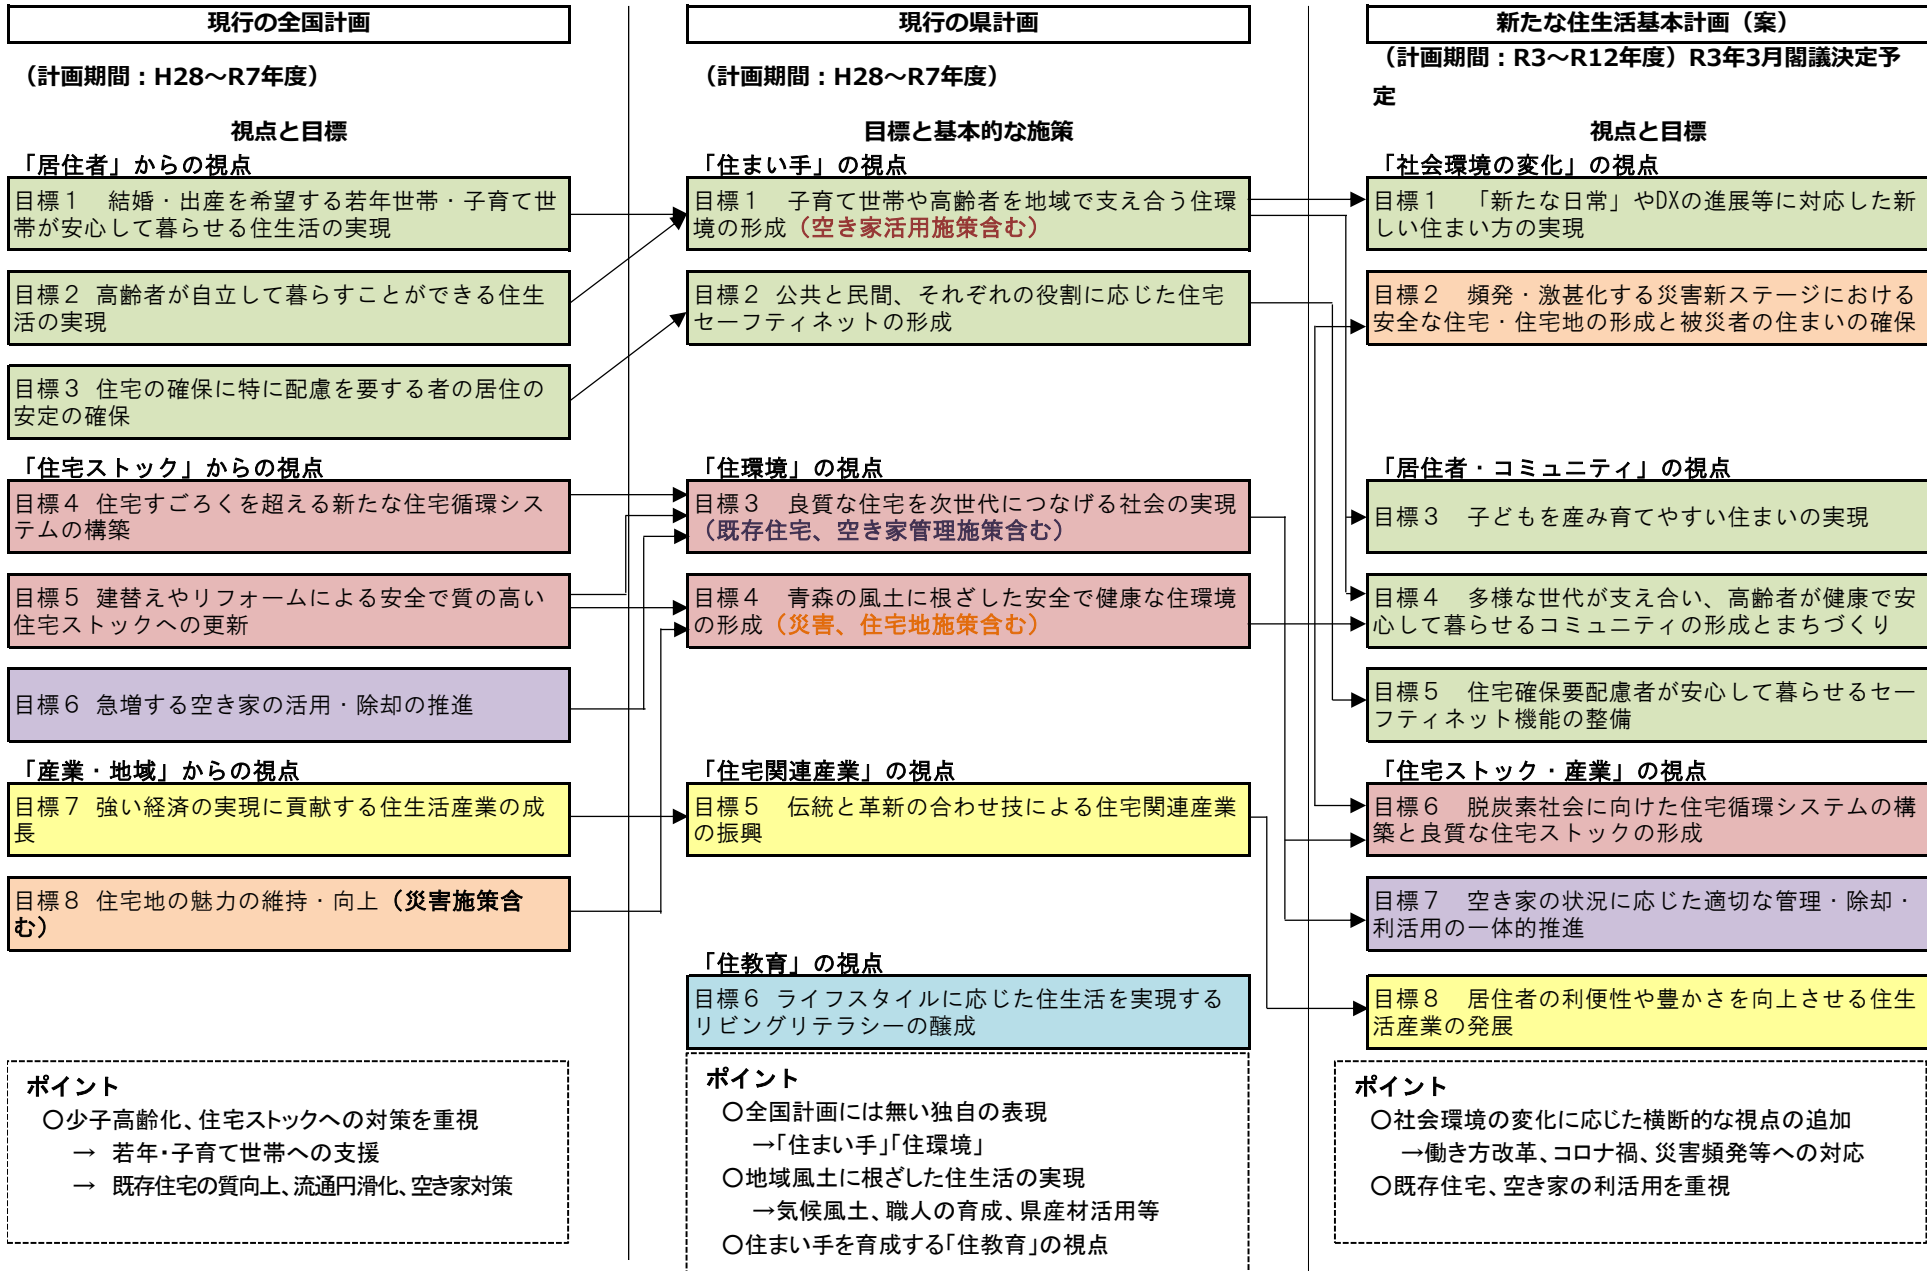 現行の全国計画
（計画期間：H28～R7年度）
視点と目標
「居住者」からの視点
目標１　結婚・出産を希望する若年世帯・子育て世
帯が安心して暮らせる住生活の実現
目標２ 高齢者が自立して暮らすことができる住生
活の実現
目標３ 住宅の確保に特に配慮を要する者の居住の
安定の確保
「住宅ストック」からの視点
目標４ 住宅すごろくを超える新たな住宅循環シス
テムの構築
目標５ 建替えやリフォームによる安全で質の高い
住宅ストックへの更新
目標６ 急増する空き家の活用・除却の推進
「産業・地域」からの視点
目標７ 強い経済の実現に貢献する住生活産業の成
長
目標８ 住宅地の魅力の維持・向上（災害施策含
む）
ポイント
〇少子高齢化、住宅ストックへの対策を重視
→ 若年・子育て世帯への支援
→ 既存住宅の質向上、流通円滑化、空き家対策
現行の県計画
（計画期間：H28～R7年度）
目標と基本的な施策
「住まい手」の視点
目標１　子育て世帯や高齢者を地域で支え合う住環
境の形成（空き家活用施策含む）
目標２ 公共と民間、それぞれの役割に応じた住宅
セーフティネットの形成
「住環境」の視点
目標３　良質な住宅を次世代につなげる社会の実現
（既存住宅、空き家管理施策含む）
目標４　青森の風土に根ざした安全で健康な住環境
の形成（災害、住宅地施策含む）
「住宅関連産業」の視点
目標５　伝統と革新の合わせ技による住宅関連産業
の振興
「住教育」の視点
目標６ ライフスタイルに応じた住生活を実現する
リビングリテラシーの醸成
ポイント
〇全国計画には無い独自の表現
→「住まい手」「住環境」
〇地域風土に根ざした住生活の実現
→気候風土、職人の育成、県産材活用等
〇住まい手を育成する「住教育」の視点
新たな住生活基本計画（案）
（計画期間：R3～R12年度）R3年3月閣議決定予
定
視点と目標
「社会環境の変化」の視点
目標１　「新たな日常」やDXの進展等に対応した新
しい住まい方の実現
目標２　頻発・激甚化する災害新ステージにおける
安全な住宅・住宅地の形成と被災者の住まいの確保
「居住者・コミュニティ」の視点
目標３　子どもを産み育てやすい住まいの実現
目標４　多様な世代が支え合い、高齢者が健康で安
心して暮らせるコミュニティの形成とまちづくり
目標５　住宅確保要配慮者が安心して暮らせるセー
フティネット機能の整備
「住宅ストック・産業」の視点
目標６　脱炭素社会に向けた住宅循環システムの構
築と良質な住宅ストックの形成
目標７　空き家の状況に応じた適切な管理・除却・
利活用の一体的推進
目標８　居住者の利便性や豊かさを向上させる住生
活産業の発展
ポイント
〇社会環境の変化に応じた横断的な視点の追加
→働き方改革、コロナ禍、災害頻発等への対応
〇既存住宅、空き家の利活用を重視